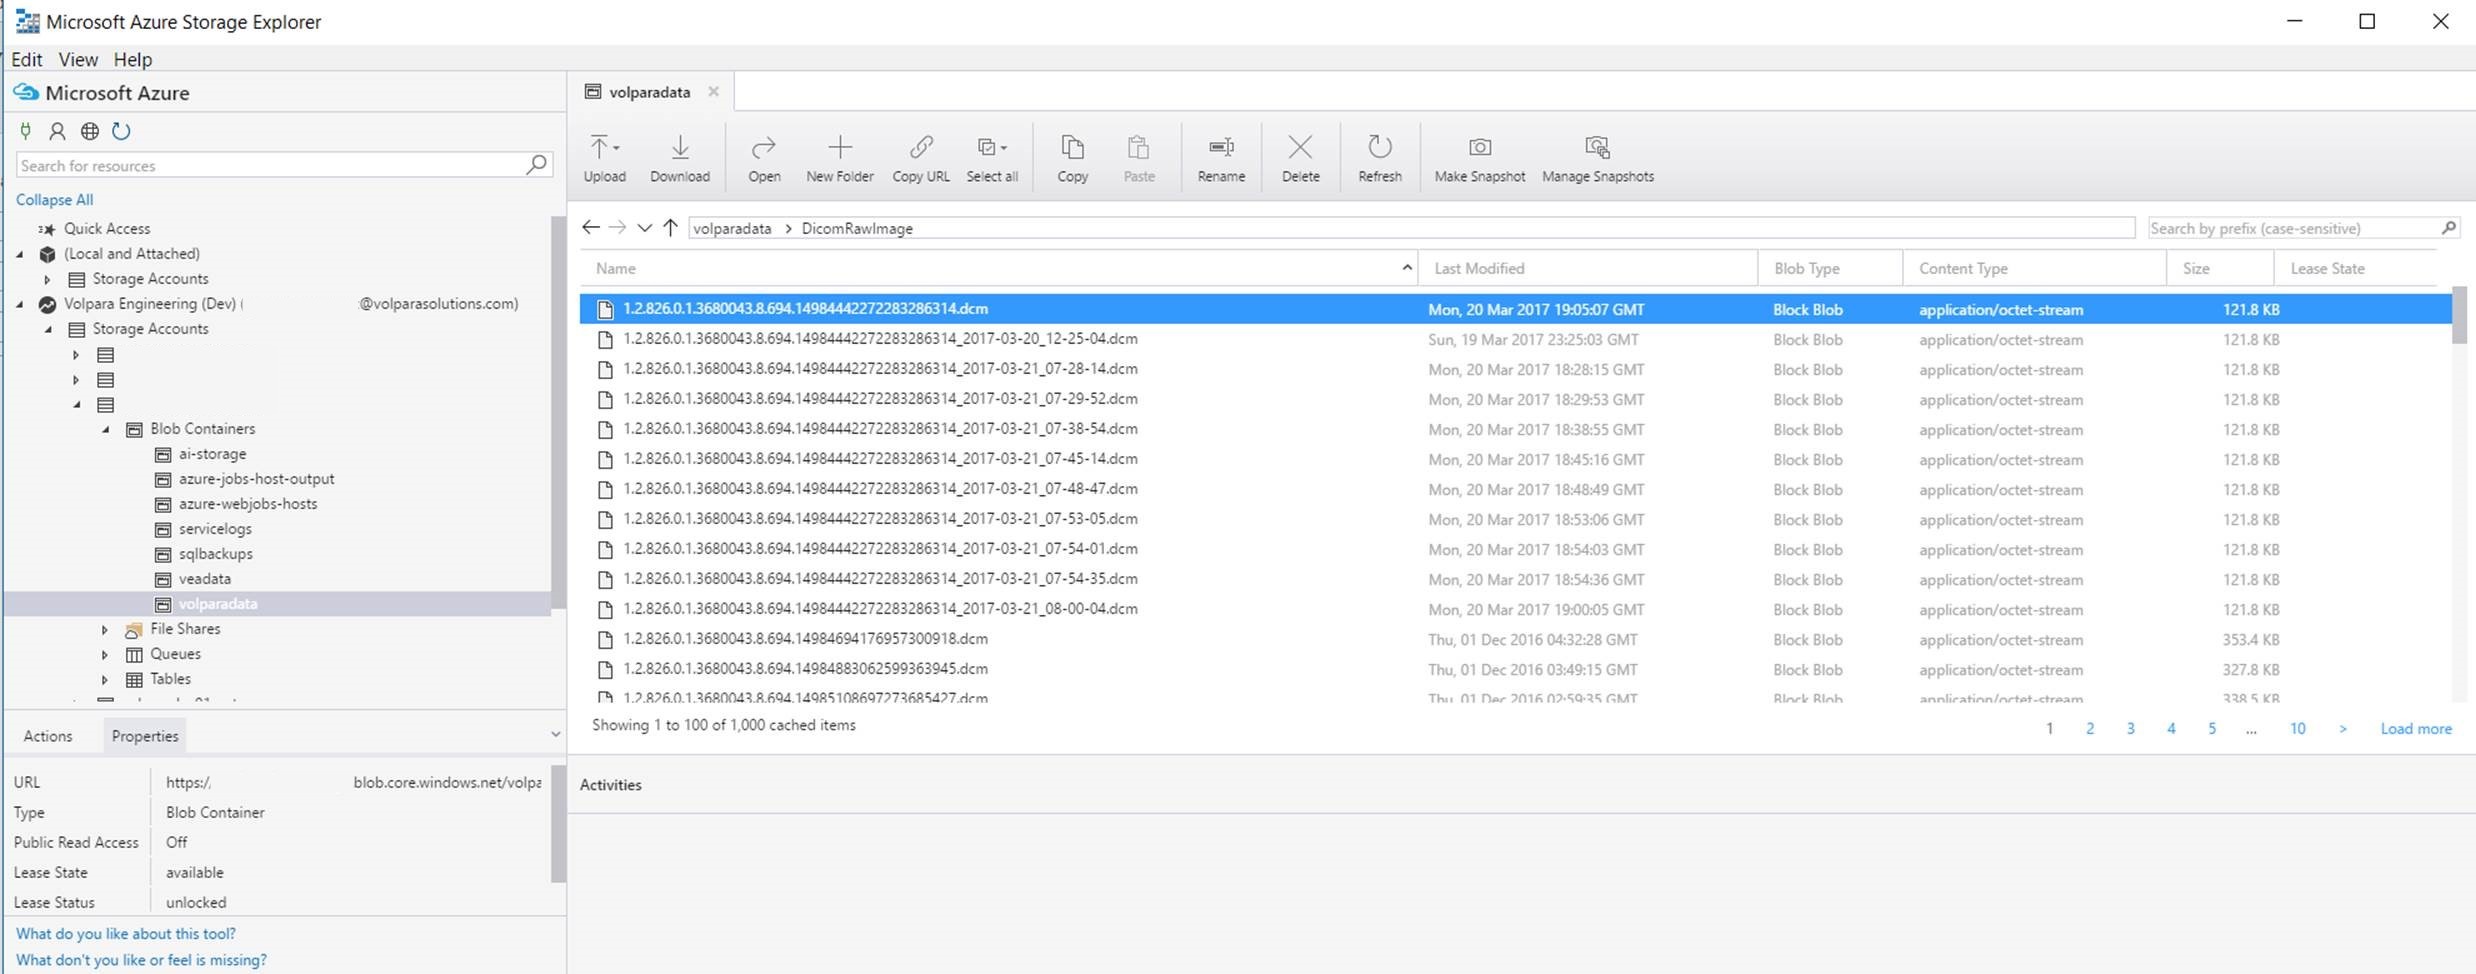 Microsoft Azure Storage Explorer
Edit View Help
Microsoft Azure
Search for resources
Collapse All
Quick Access
(Local and Attached)
Storage Accounts
Volpara Engineering (Dev) ( @volparasolutions.com)
Storage Accounts
Blob Containers
ai-storage
azure-jobs-host-output
azure-webjobs-hosts
servicelogs
sqlbackups
veadata
volparadata
File Shares
Queues
Tables
Actions Properties
URL https:/ blob.core.windows.net/volpa
Type Blob Container
Public Read Access Off
Lease State available
Lease Status unlocked
What do you like about this tool?
What don't you like or feel is missing?
volparadata
Upload Download Open New Folder Copy URL Select all Copy Paste Rename Delete Refresh Make Snapshot Manage Snapshots
volparadata > DicomRawImage Search by prefix (case-sensitive)
Name Last Modified Blob Type Content Type Size Lease State
1.2.826.0.1.3680043.8.694.14984442272283286314.dcm Mon, 20 Mar 2017 19:05:07 GMT Block Blob application/octet-stream 121.8 KB
1.2.826.0.1.3680043.8.694.14984442272283286314_2017-03-20_12-25-04.dcm Sun, 19 Mar 2017 23:25:03 GMT Block Blob application/octet-stream 121.8 KB
1.2.826.0.1.3680043.8.694.14984442272283286314_2017-03-21_07-28-14.dcm Mon, 20 Mar 2017 18:28:15 GMT Block Blob application/octet-stream 121.8 KB
1.2.826.0.1.3680043.8.694.14984442272283286314_2017-03-21_07-29-52.dcm Mon, 20 Mar 2017 18:29:53 GMT Block Blob application/octet-stream 121.8 KB
1.2.826.0.1.3680043.8.694.14984442272283286314_2017-03-21_07-38-54.dcm Mon, 20 Mar 2017 18:38:55 GMT Block Blob application/octet-stream 121.8 KB
1.2.826.0.1.3680043.8.694.14984442272283286314_2017-03-21_07-45-14.dcm Mon, 20 Mar 2017 18:45:16 GMT Block Blob application/octet-stream 121.8 KB
1.2.826.0.1.3680043.8.694.14984442272283286314_2017-03-21_07-48-47.dcm Mon, 20 Mar 2017 18:48:49 GMT Block Blob application/octet-stream 121.8 KB
1.2.826.0.1.3680043.8.694.14984442272283286314_2017-03-21_07-53-05.dcm Mon, 20 Mar 2017 18:53:06 GMT Block Blob application/octet-stream 121.8 KB
1.2.826.0.1.3680043.8.694.14984442272283286314_2017-03-21_07-54-01.dcm Mon, 20 Mar 2017 18:54:03 GMT Block Blob application/octet-stream 121.8 KB
1.2.826.0.1.3680043.8.694.14984442272283286314_2017-03-21_07-54-35.dcm Mon, 20 Mar 2017 18:54:36 GMT Block Blob application/octet-stream 121.8 KB
1.2.826.0.1.3680043.8.694.14984442272283286314_2017-03-21_08-00-04.dcm Mon, 20 Mar 2017 19:00:05 GMT Block Blob application/octet-stream 121.8 KB
1.2.826.0.1.3680043.8.694.14984694176957300918.dcm Thu, 01 Dec 2016 04:32:28 GMT Block Blob application/octet-stream 353.4 KB
1.2.826.0.1.3680043.8.694.14984883062599363945.dcm Thu, 01 Dec 2016 03:49:15 GMT Block Blob application/octet-stream 327.8 KB
1.2.826.0.1.3680043.8.694.14985108697273685427.dcm Thu, 01 Dec 2016 02:59:35 GMT Block Blob application/octet-stream 338.5 KB
Showing 1 to 100 of 1,000 cached items 1 2 3 4 5 ... 10 > Load more
Activities